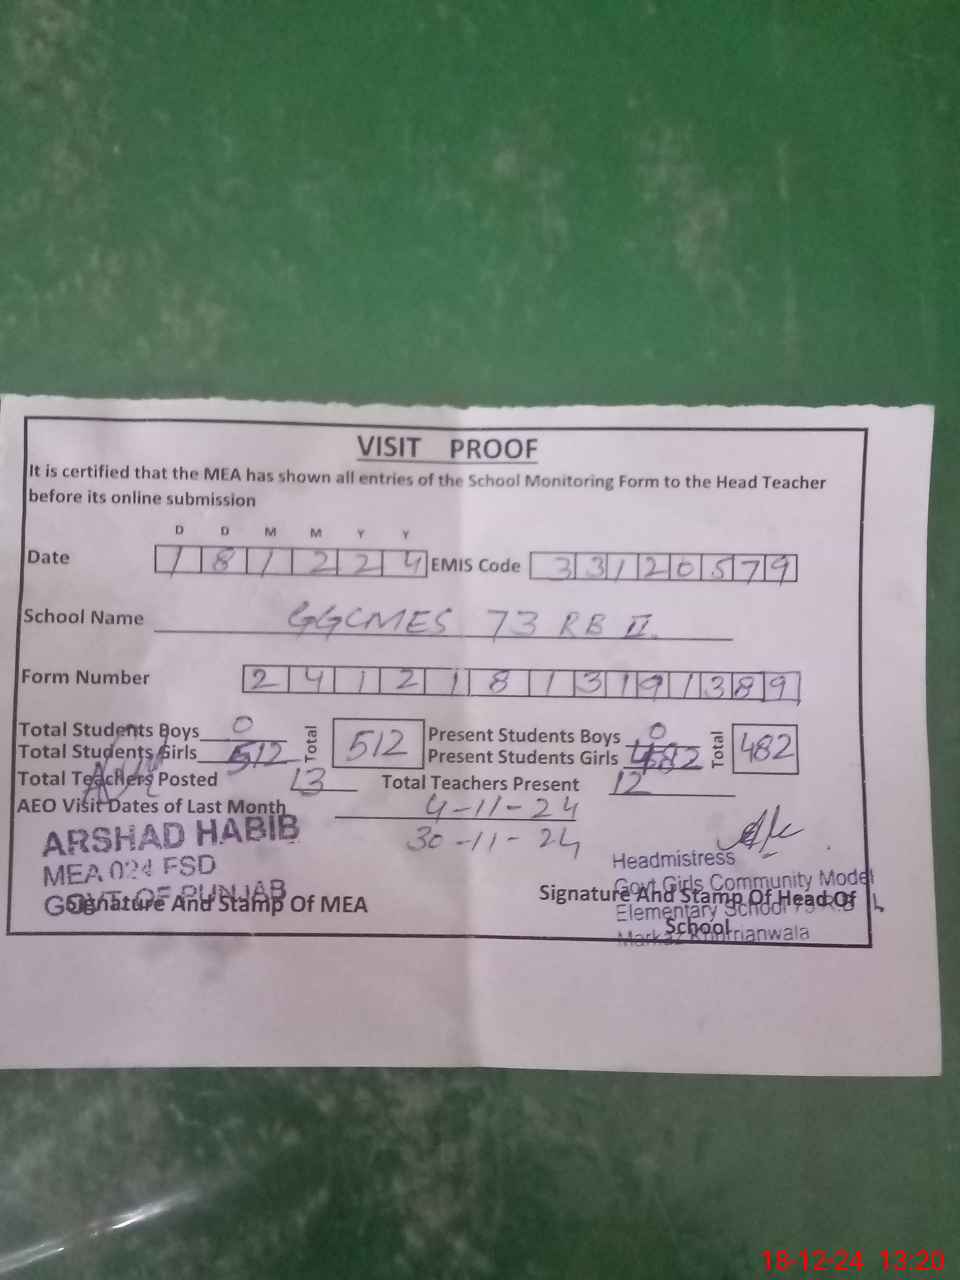 VISIT PROOF
It is certified that the MEA has shown all entries of the School Monitoring Form to the Head Teacher
before its online submission
D D M M Y Y
Date 1 8 1 2 2 4 EMIS Code 3 3 1 2 0 5 7 9
School Name GGCMES 73 RB II
Form Number 2 4 1 2 1 8 1 3 9 1 3 8 9
Total Students Boys 0 Total 512 Present Students Boys 0 Total 482
Total Students Girls 512 Present Students Girls 482
Total Teachers Posted 13 Total Teachers Present 12
AEO Visit Dates of Last Month 4-11-24
30-11-24
ARSHAD HABIB
MEA 024 FSD
GOVT. OF PUNJAB
Signature And Stamp Of MEA
Headmistress
Govt Girls Community Model
Elementary School 73 R.B
Markaz
Signature And Stamp Of Head Of
School
18-12-24 13:20